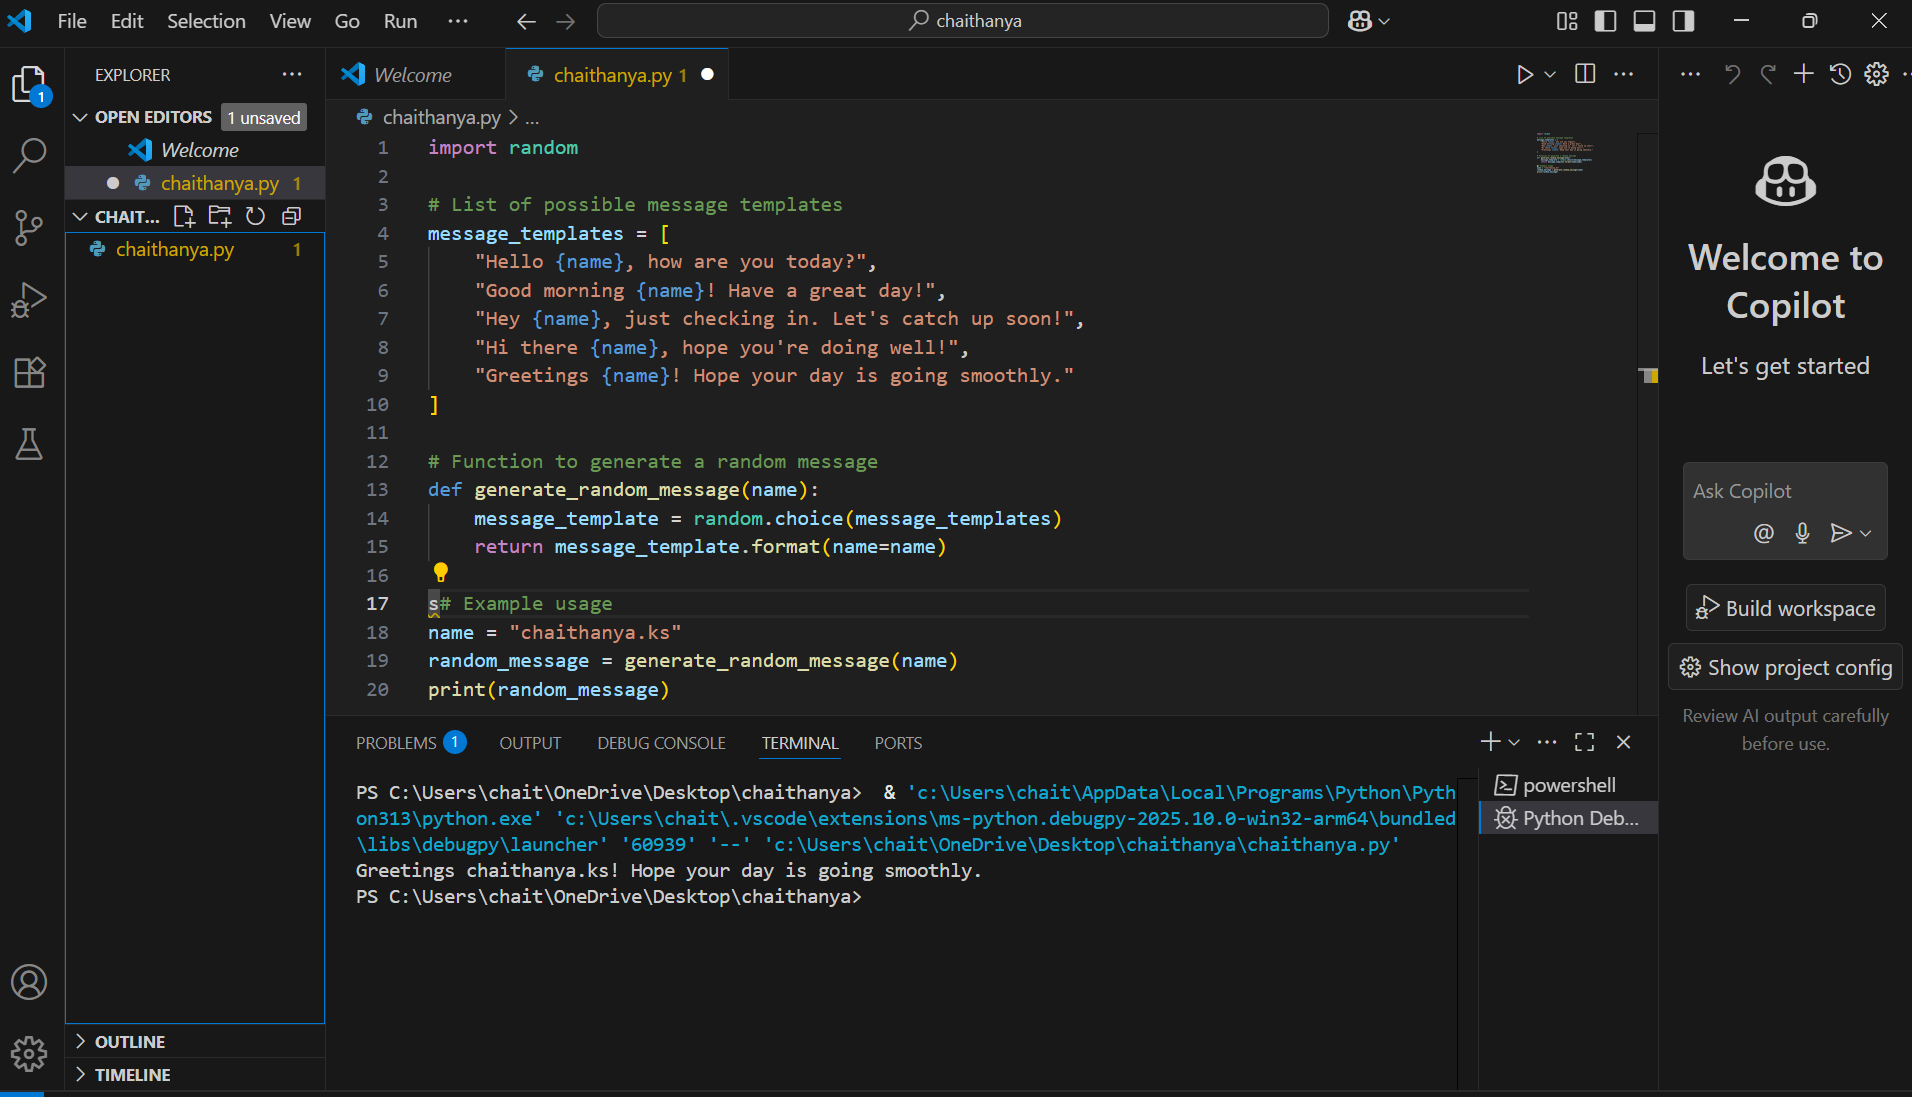 File Edit Selection View Go Run ··· chaithanya
EXPLORER ···
OPEN EDITORS 1 unsaved
Welcome
chaithanya.py 1
CHAIT...
chaithanya.py 1
OUTLINE
TIMELINE
1
Welcome chaithanya.py 1
chaithanya.py > ...
1 import random
2
3 # List of possible message templates
4 message_templates = [
5 "Hello {name}, how are you today?",
6 "Good morning {name}! Have a great day!",
7 "Hey {name}, just checking in. Let's catch up soon!",
8 "Hi there {name}, hope you're doing well!",
9 "Greetings {name}! Hope your day is going smoothly."
10 ]
11
12 # Function to generate a random message
13 def generate_random_message(name):
14 message_template = random.choice(message_templates)
15 return message_template.format(name=name)
16
17 s# Example usage
18 name = "chaithanya.ks"
19 random_message = generate_random_message(name)
20 print(random_message)
PROBLEMS 1 OUTPUT DEBUG CONSOLE TERMINAL PORTS
PS C:\Users\chait\OneDrive\Desktop\chaithanya> & 'c:\Users\chait\AppData\Local\Programs\Python\Pyth
on313\python.exe' 'c:\Users\chait\.vscode\extensions\ms-python.debugpy-2025.10.0-win32-arm64\bundled
\libs\debugpy\launcher' '60939' '--' 'c:\Users\chait\OneDrive\Desktop\chaithanya\chaithanya.py'
Greetings chaithanya.ks! Hope your day is going smoothly.
PS C:\Users\chait\OneDrive\Desktop\chaithanya>
powershell
Python Deb...
Welcome to
Copilot
Let's get started
Ask Copilot
@
Build workspace
Show project config
Review AI output carefully
before use.